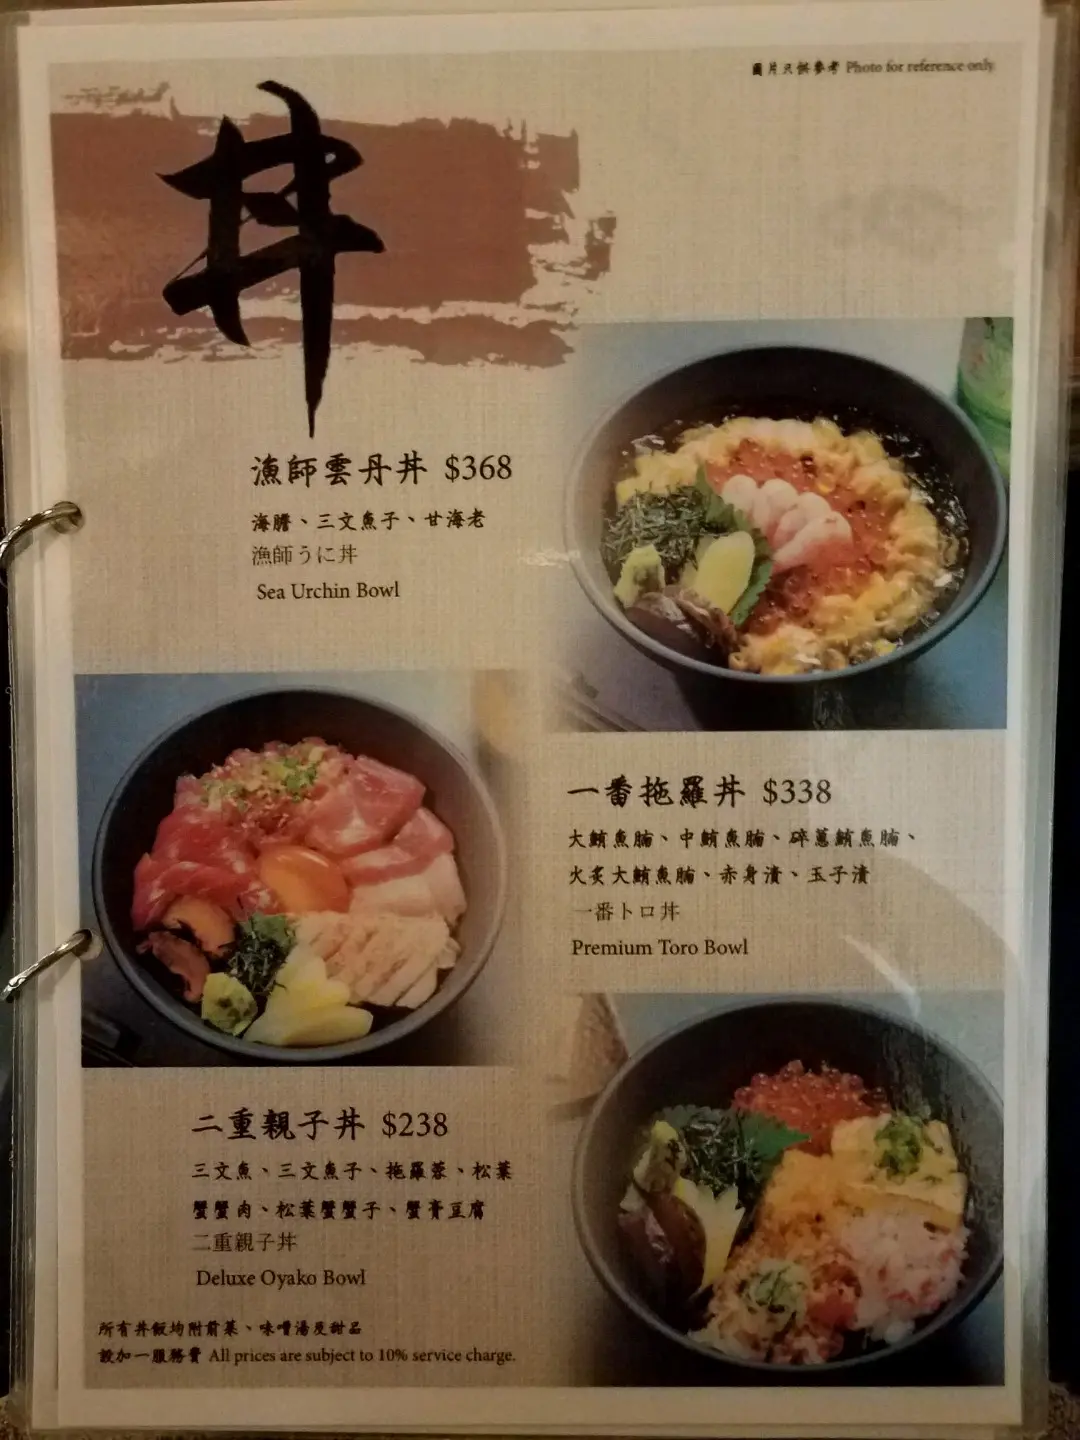 圖片只供參考 Photo for reference only
丼
漁師雲丹丼 $368
海膽、三文魚子、甘海老
漁師うに丼
Sea Urchin Bowl
一番拖羅丼 $338
大鮪魚腩、中鮪魚腩、碎蔥鮪魚腩、
火炙大鮪魚腩、赤身漬、玉子漬
一番トロ丼
Premium Toro Bowl
二重親子丼 $238
三文魚、三文魚子、拖羅蓉、松葉
蟹蟹肉、松葉蟹蟹子、蟹膏豆腐
二重親子丼
Deluxe Oyako Bowl
所有丼飯均附前菜、味噌湯及甜品
設加一服務費 All prices are subject to 10% service charge.